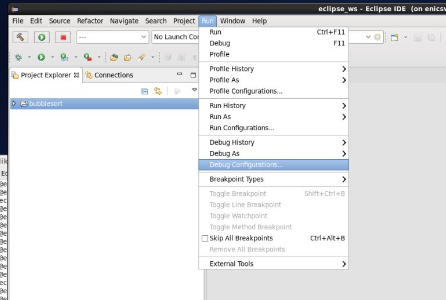 eclipse_ws - Eclipse IDE (on enicsv
File Edit Source Refactor Navigate Search Project Run Window Help
--- No Launch Con
Project Explorer Connections
bubblesort
Run Ctrl+F11
Debug F11
Profile
Profile History
Profile As
Profile Configurations...
Run History
Run As
Run Configurations...
Debug History
Debug As
Debug Configurations...
Breakpoint Types
Toggle Breakpoint Shift+Ctrl+B
Toggle Line Breakpoint
Toggle Watchpoint
Toggle Method Breakpoint
Skip All Breakpoints Ctrl+Alt+B
Remove All Breakpoints
External Tools